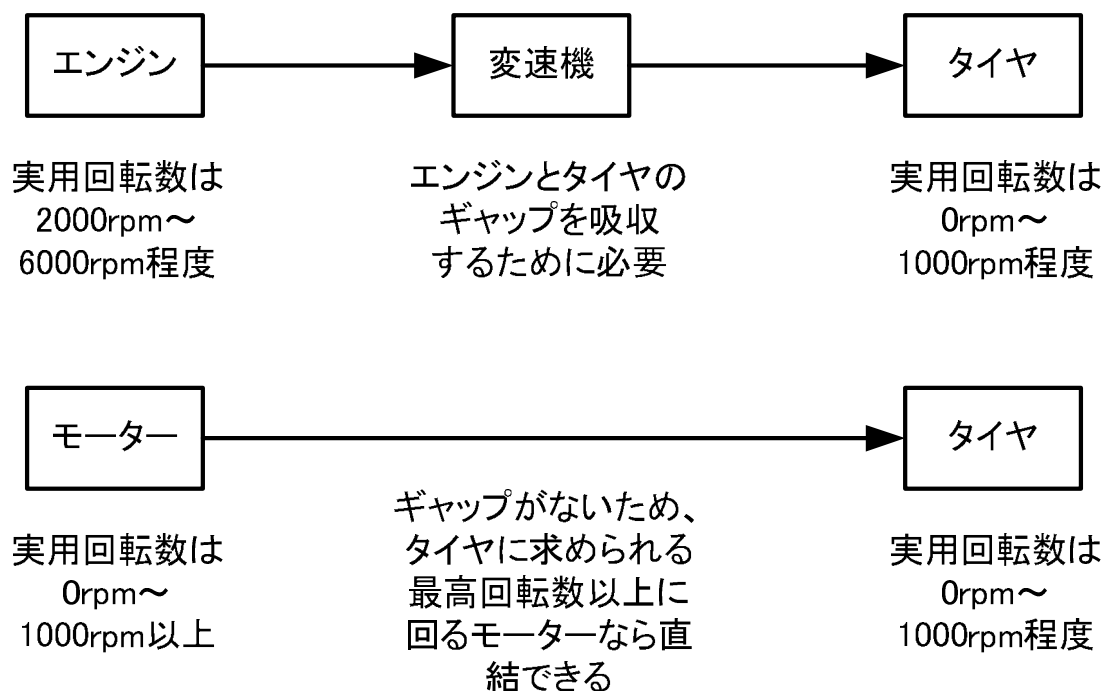 エンジン
変速機
タイヤ
実用回転数は
2000rpm～
6000rpm程度
エンジンとタイヤの
ギャップを吸収
するために必要
実用回転数は
0rpm～
1000rpm程度
モーター
タイヤ
実用回転数は
0rpm～
1000rpm以上
ギャップがないため、
タイヤに求められる
最高回転数以上に
回るモーターなら直
結できる
実用回転数は
0rpm～
1000rpm程度